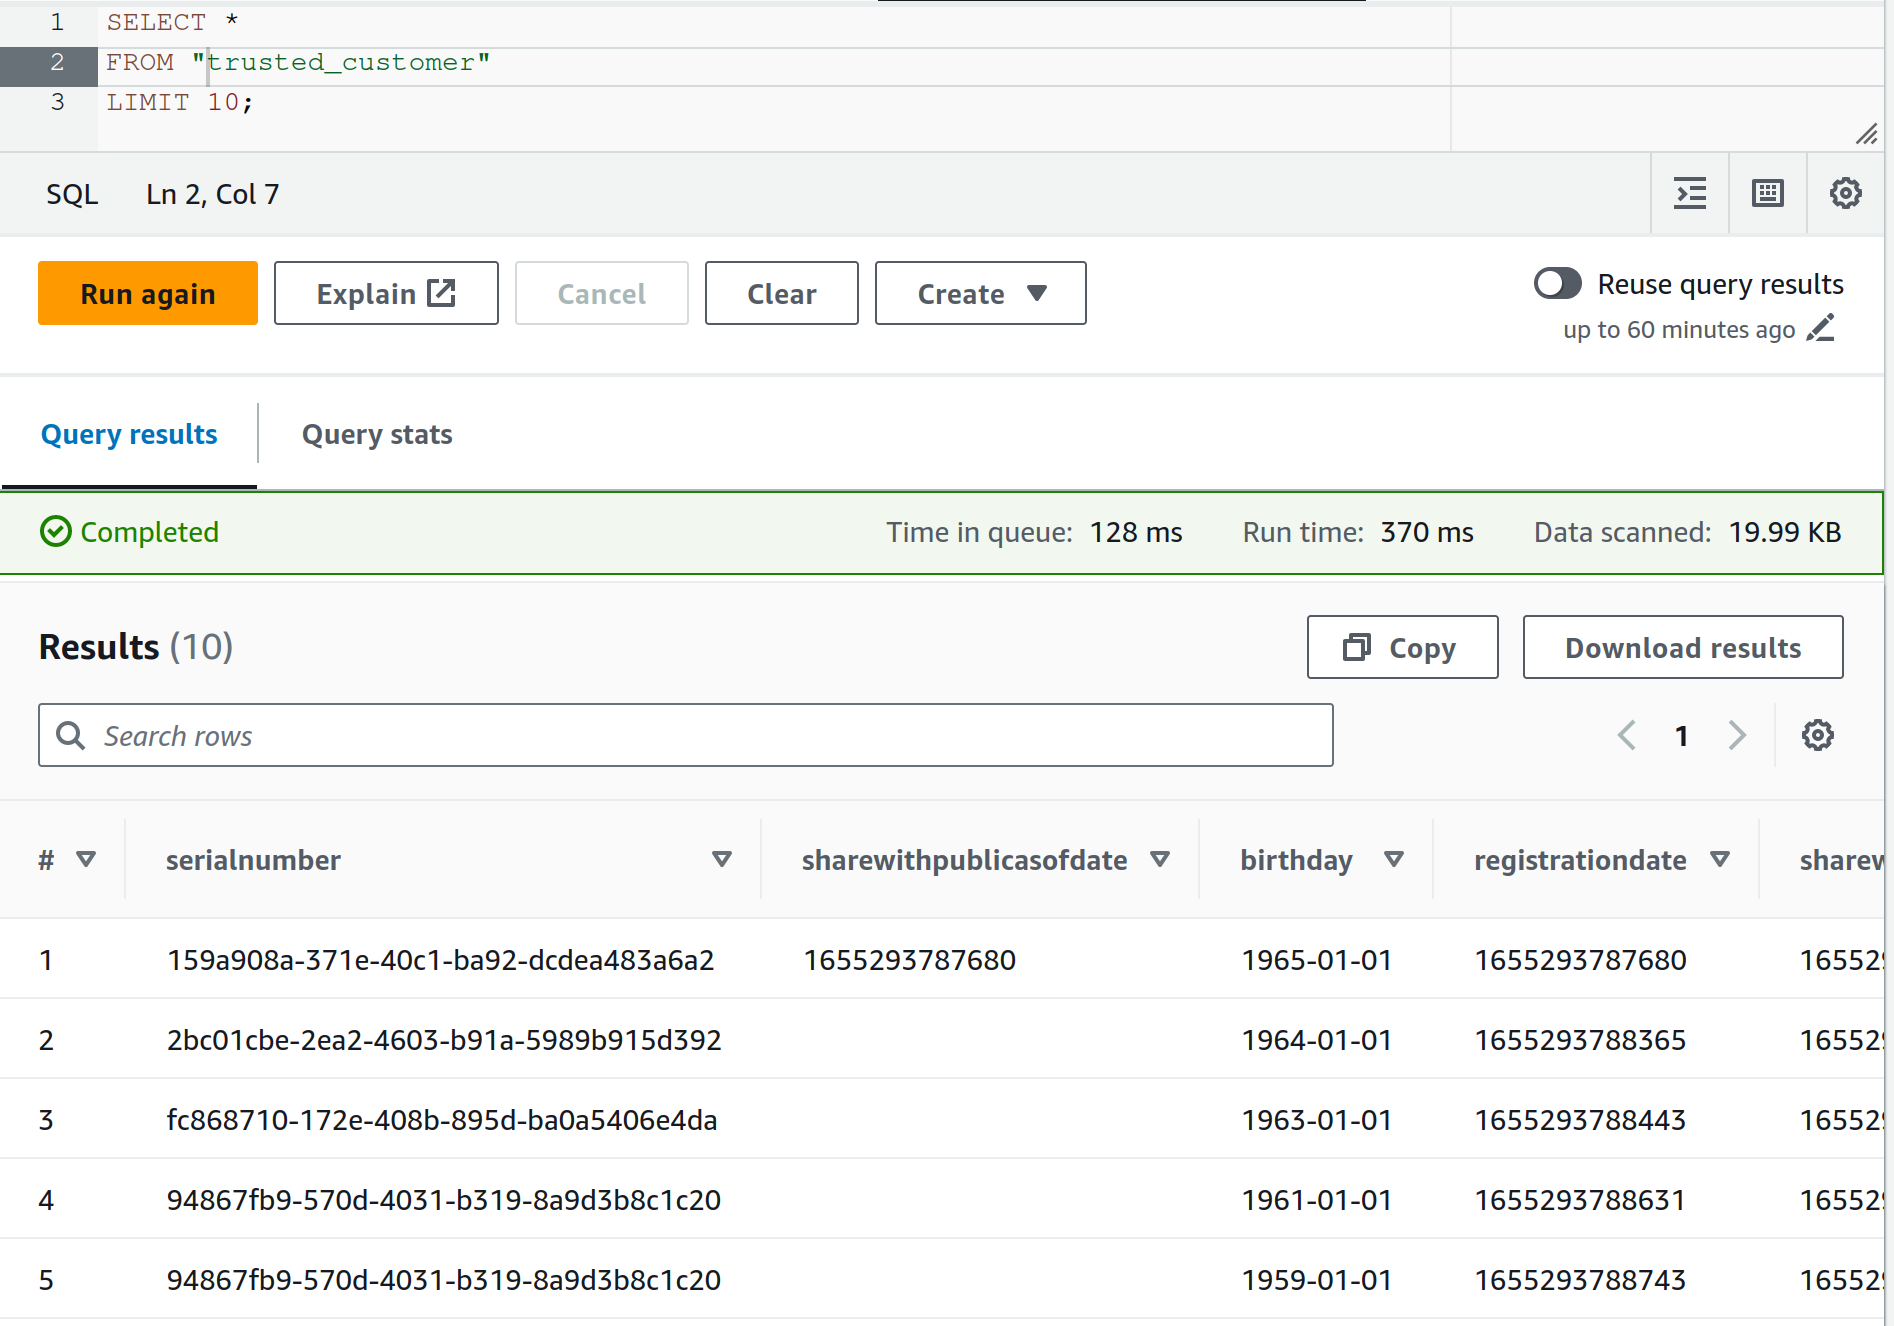 1 SELECT *
2 FROM "trusted_customer"
3 LIMIT 10;
SQL Ln 2, Col 7
Run again Explain Cancel Clear Create Reuse query results
up to 60 minutes ago
Query results Query stats
Completed Time in queue: 128 ms Run time: 370 ms Data scanned: 19.99 KB
Results (10) Copy Download results
Search rows 1
# serialnumber sharewithpublicasofdate birthday registrationdate sharew
1 159a908a-371e-40c1-ba92-dcdea483a6a2 1655293787680 1965-01-01 1655293787680 16552
2 2bc01cbe-2ea2-4603-b91a-5989b915d392 1964-01-01 1655293788365 16552
3 fc868710-172e-408b-895d-ba0a5406e4da 1963-01-01 1655293788443 16552
4 94867fb9-570d-4031-b319-8a9d3b8c1c20 1961-01-01 1655293788631 16552
5 94867fb9-570d-4031-b319-8a9d3b8c1c20 1959-01-01 1655293788743 16552